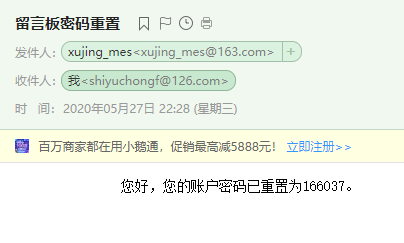 留言板密码重置
发件人：xujing_mes<xujing_mes@163.com> +
收件人：我<shiyuchongf@126.com>
时 间：2020年05月27日 22:28 (星期三)
百万商家都在用小鹅通，促销最高减5888元！ 立即注册>>
您好，您的账户密码已重置为166037。